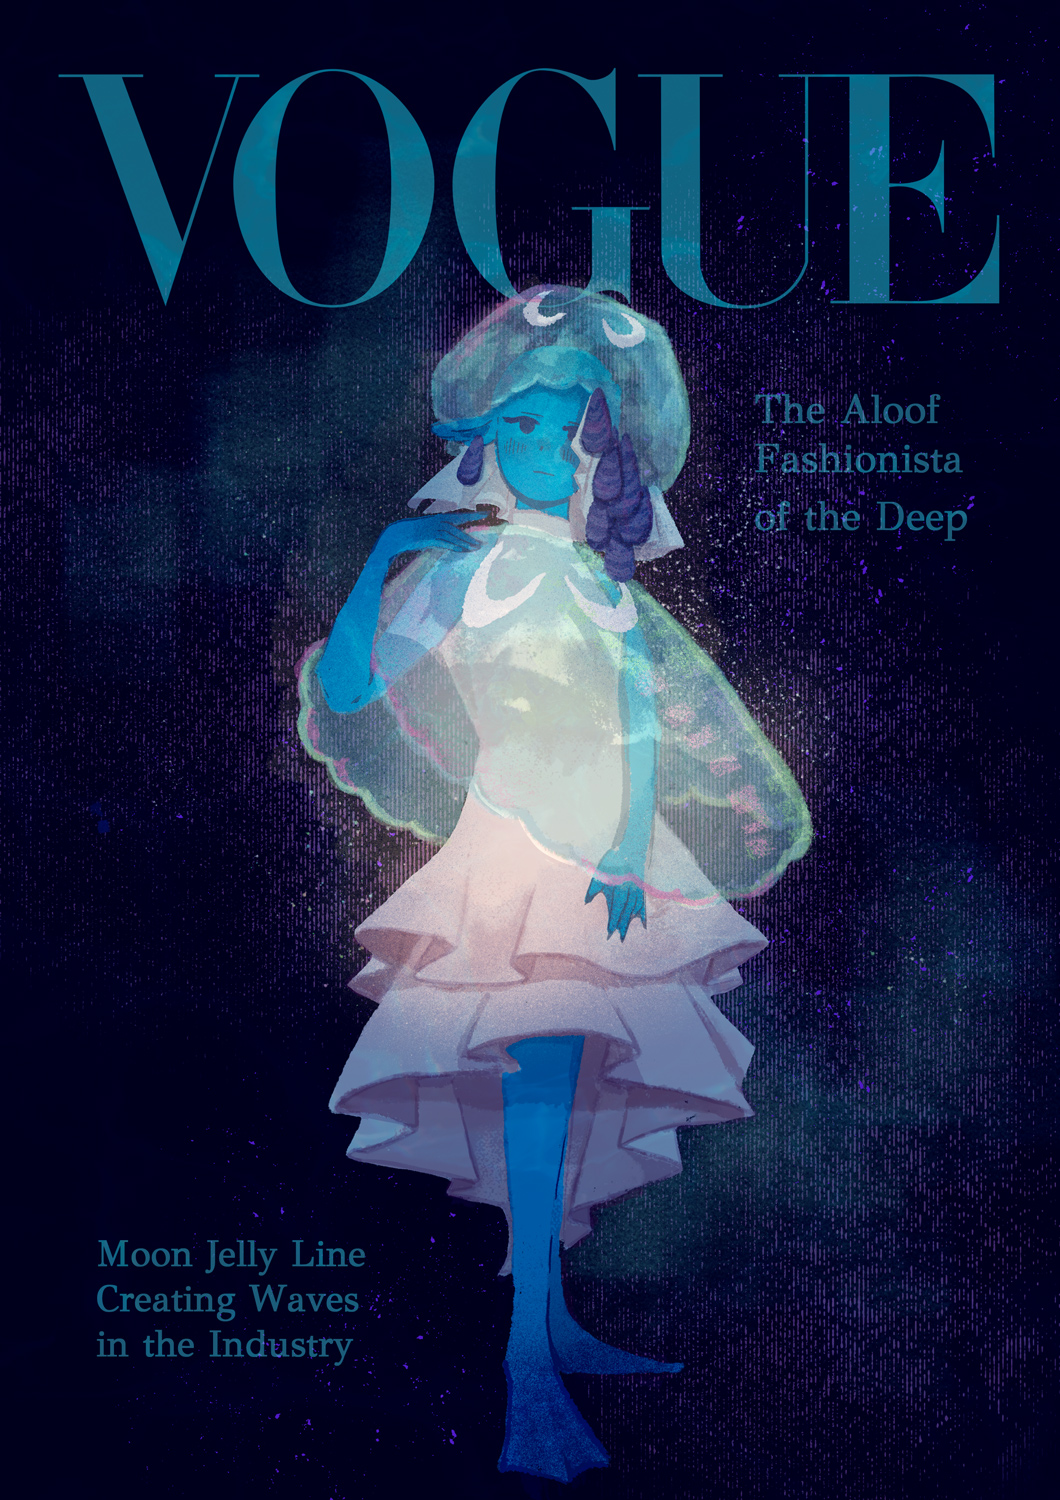 VOGUE
The Aloof
Fashionista
of the Deep
Moon Jelly Line
Creating Waves
in the Industry